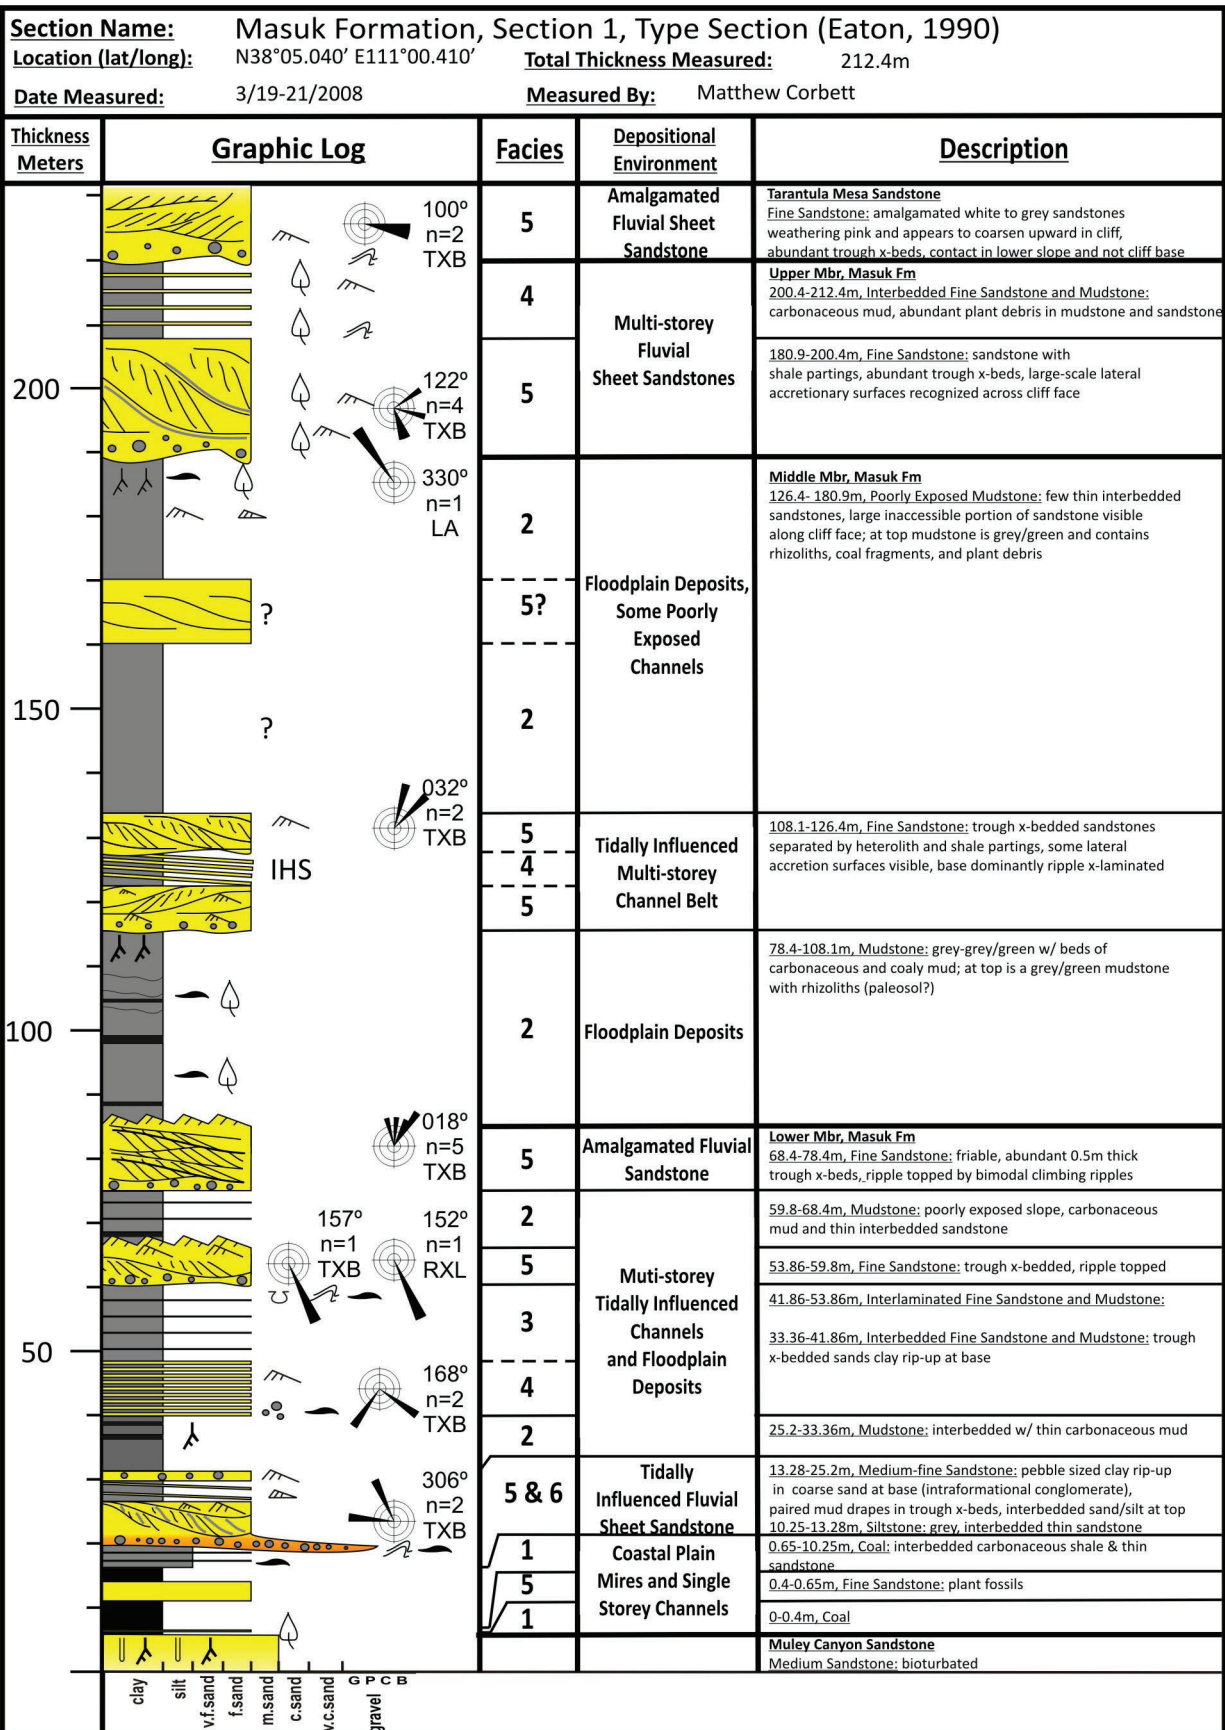 Section Name: Masuk Formation, Section 1, Type Section (Eaton, 1990)
Location (lat/long): N38°05.040′ E111°00.410′ Total Thickness Measured: 212.4m
Date Measured: 3/19-21/2008 Measured By: Matthew Corbett
Thickness
Meters
Graphic Log
Facies
Depositional
Environment
Description
100º
n=2
TXB
5
Amalgamated
Fluvial Sheet
Sandstone
Tarantula Mesa Sandstone
Fine Sandstone: amalgamated white to grey sandstones
weathering pink and appears to coarsen upward in cliff,
abundant trough x-beds, contact in lower slope and not cliff base
4
Multi-storey
Fluvial
Sheet Sandstones
Upper Mbr, Masuk Fm
200.4-212.4m, Interbedded Fine Sandstone and Mudstone:
carbonaceous mud, abundant plant debris in mudstone and sandstone
200
122º
n=4
TXB
5
180.9-200.4m, Fine Sandstone: sandstone with
shale partings, abundant trough x-beds, large-scale lateral
accretionary surfaces recognized across cliff face
330º
n=1
LA
2
Middle Mbr, Masuk Fm
126.4- 180.9m, Poorly Exposed Mudstone: few thin interbedded
sandstones, large inaccessible portion of sandstone visible
along cliff face; at top mudstone is grey/green and contains
rhizoliths, coal fragments, and plant debris
?
5?
Floodplain Deposits,
Some Poorly
Exposed
Channels
150
?
2
032º
n=2
TXB
IHS
5
4
5
Tidally Influenced
Multi-storey
Channel Belt
108.1-126.4m, Fine Sandstone: trough x-bedded sandstones
separated by heterolith and shale partings, some lateral
accretion surfaces visible, base dominantly ripple x-laminated
100
2
Floodplain Deposits
78.4-108.1m, Mudstone: grey-grey/green w/ beds of
carbonaceous and coaly mud; at top is a grey/green mudstone
with rhizoliths (paleosol?)
018º
n=5
TXB
5
Amalgamated Fluvial
Sandstone
Lower Mbr, Masuk Fm
68.4-78.4m, Fine Sandstone: friable, abundant 0.5m thick
trough x-beds, ripple topped by bimodal climbing ripples
2
59.8-68.4m, Mudstone: poorly exposed slope, carbonaceous
mud and thin interbedded sandstone
157º
n=1
TXB
152º
n=1
RXL
5
53.86-59.8m, Fine Sandstone: trough x-bedded, ripple topped
Muti-storey
Tidally Influenced
Channels
and Floodplain
Deposits
3
41.86-53.86m, Interlaminated Fine Sandstone and Mudstone:
50
168º
n=2
TXB
4
33.36-41.86m, Interbedded Fine Sandstone and Mudstone: trough
x-bedded sands clay rip-up at base
2
25.2-33.36m, Mudstone: interbedded w/ thin carbonaceous mud
306º
n=2
TXB
5 & 6
Tidally
Influenced Fluvial
Sheet Sandstone
13.28-25.2m, Medium-fine Sandstone: pebble sized clay rip-up
in coarse sand at base (intraformational conglomerate),
paired mud drapes in trough x-beds, interbedded sand/silt at top
10.25-13.28m, Siltstone: grey, interbedded thin sandstone
1
5
1
Coastal Plain
Mires and Single
Storey Channels
0.65-10.25m, Coal: interbedded carbonaceous shale & thin
sandstone
0.4-0.65m, Fine Sandstone: plant fossils
0-0.4m, Coal
Muley Canyon Sandstone
Medium Sandstone: bioturbated
clay
silt
v.f.sand
f.sand
m.sand
c.sand
v.c.sand
G P C B
gravel